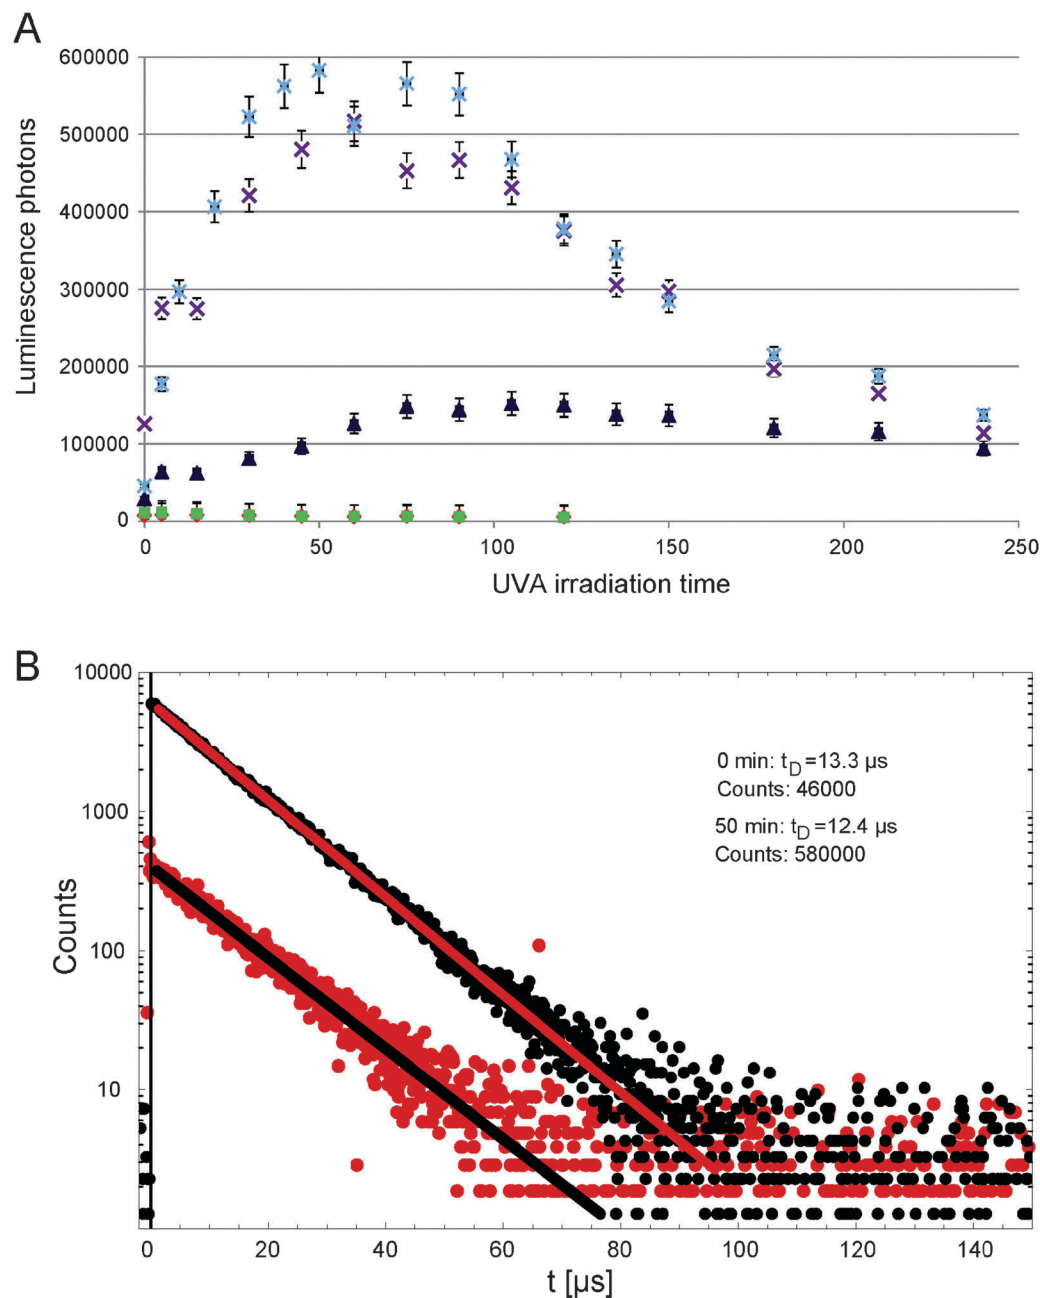 A
600000
500000
400000
300000
200000
100000
0
Luminescence photons
0 50 100 150 200 250
UVA irradiation time
B
10000
1000
100
10
Counts
0 min: tD=13.3 µs
Counts: 46000
50 min: tD=12.4 µs
Counts: 580000
0 20 40 60 80 100 120 140
t [µs]